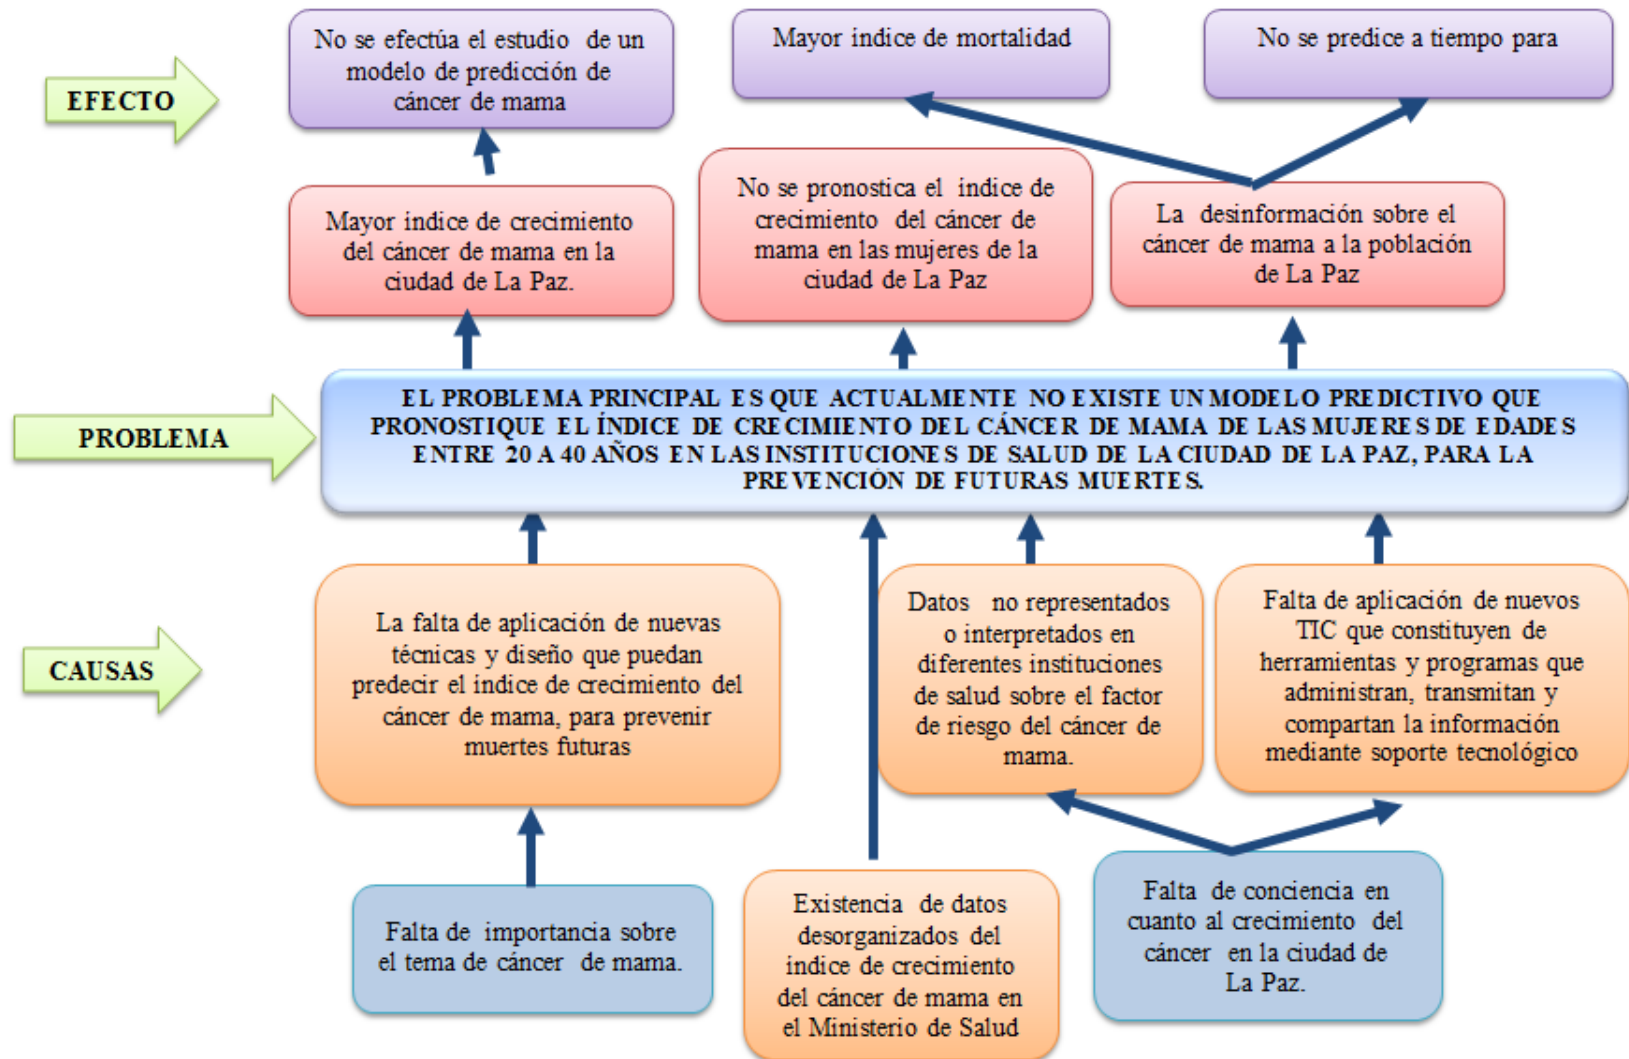 EFECTO
No se efectúa el estudio de un
modelo de predicción de
cáncer de mama
Mayor índice de mortalidad
No se predice a tiempo para
Mayor índice de crecimiento
del cáncer de mama en la
ciudad de La Paz.
No se pronostica el índice de
crecimiento del cáncer de
mama en las mujeres de la
ciudad de La Paz
La desinformación sobre el
cáncer de mama a la población
de La Paz
PROBLEMA
EL PROBLEMA PRINCIPAL ES QUE ACTUALMENTE NO EXISTE UN MODELO PREDICTIVO QUE
PRONOSTIQUE EL ÍNDICE DE CRECIMIENTO DEL CÁNCER DE MAMA DE LAS MUJERES DE EDADES
ENTRE 20 A 40 AÑOS EN LAS INSTITUCIONES DE SALUD DE LA CIUDAD DE LA PAZ, PARA LA
PREVENCIÓN DE FUTURAS MUERTES.
CAUSAS
La falta de aplicación de nuevas
técnicas y diseño que puedan
predecir el índice de crecimiento del
cáncer de mama, para prevenir
muertes futuras
Datos no representados
o interpretados en
diferentes instituciones
de salud sobre el factor
de riesgo del cáncer de
mama.
Falta de aplicación de nuevos
TIC que constituyen de
herramientas y programas que
administran, transmitan y
compartan la información
mediante soporte tecnológico
Falta de importancia sobre
el tema de cáncer de mama.
Existencia de datos
desorganizados del
índice de crecimiento
del cáncer de mama en
el Ministerio de Salud
Falta de conciencia en
cuanto al crecimiento del
cáncer en la ciudad de
La Paz.